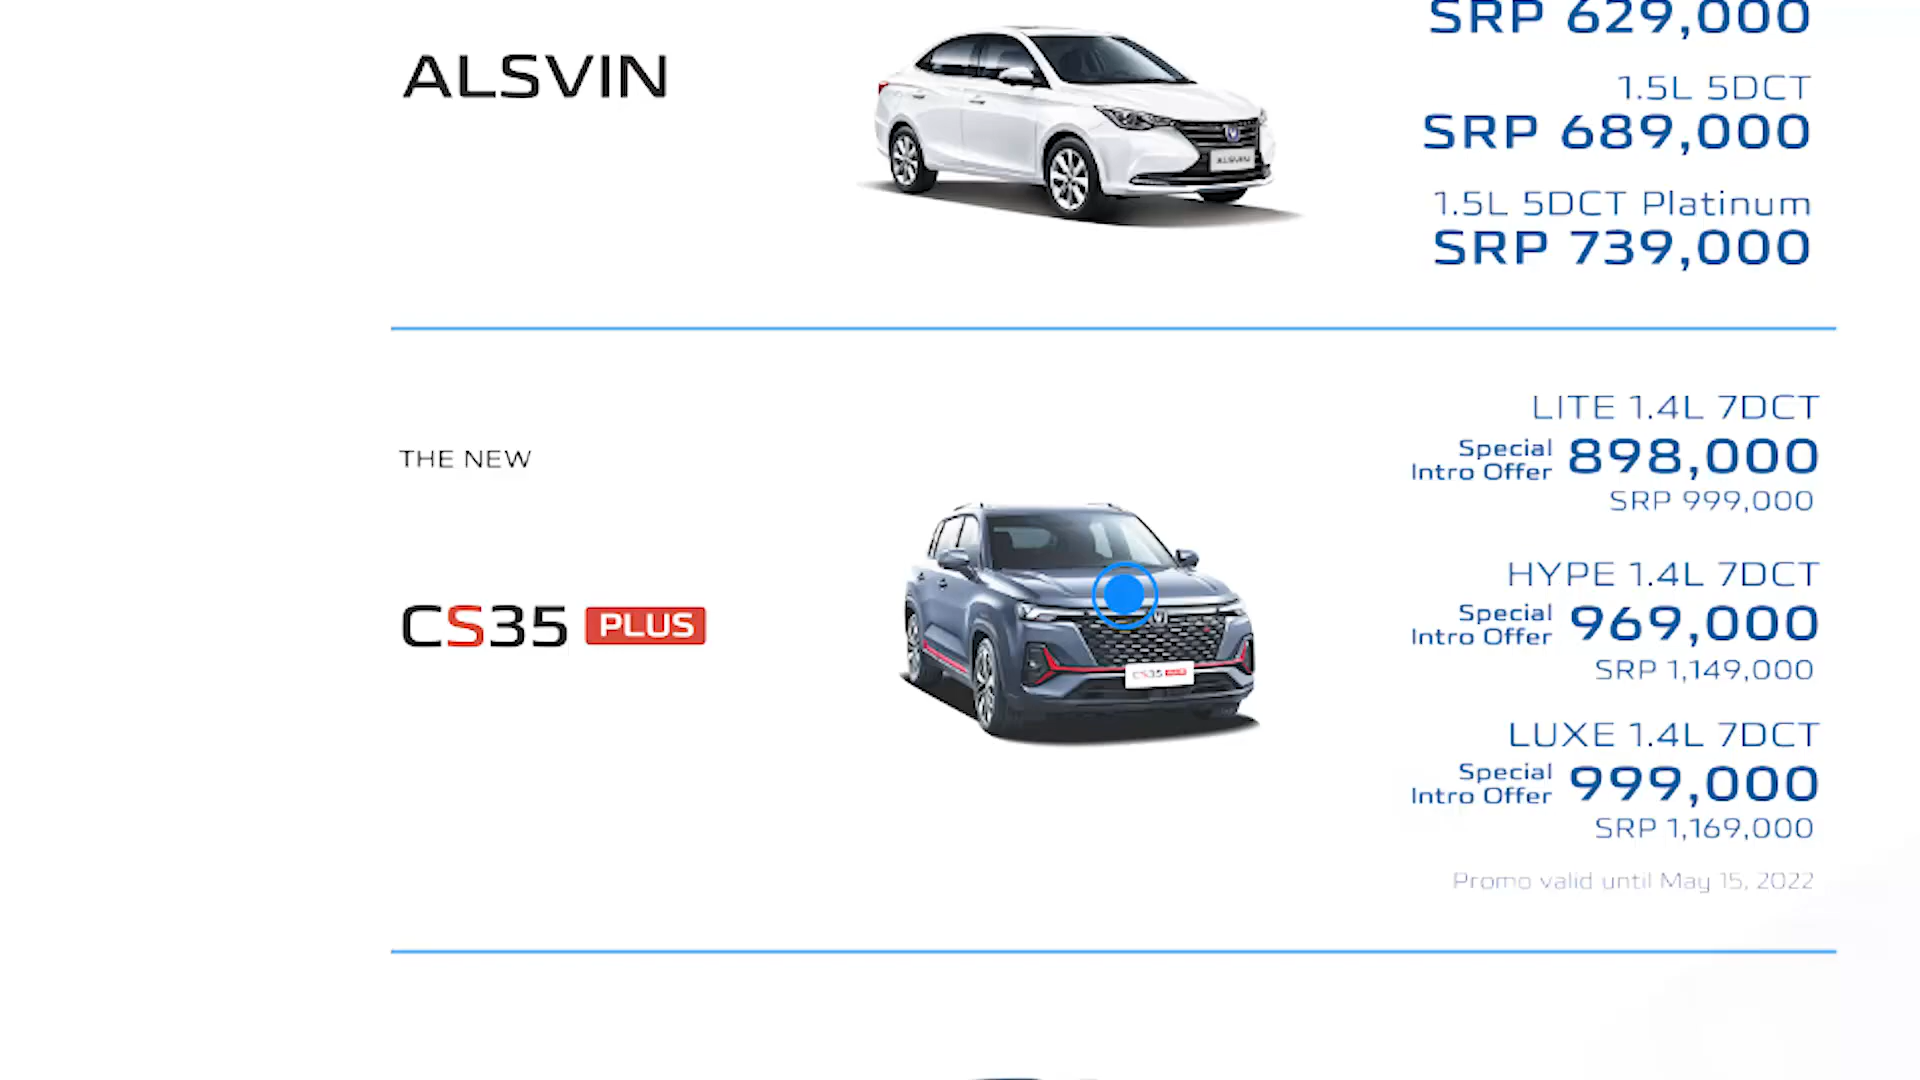 SRP 629,000
ALSVIN
1.5L 5DCT
SRP 689,000
ALSVIN
1.5L 5DCT Platinum
SRP 739,000
THE NEW
CS35 PLUS
CS35 PLUS
LITE 1.4L 7DCT
Special Intro Offer 898,000
SRP 999,000
HYPE 1.4L 7DCT
Special Intro Offer 969,000
SRP 1,149,000
LUXE 1.4L 7DCT
Special Intro Offer 999,000
SRP 1,169,000
Promo valid until May 15, 2022